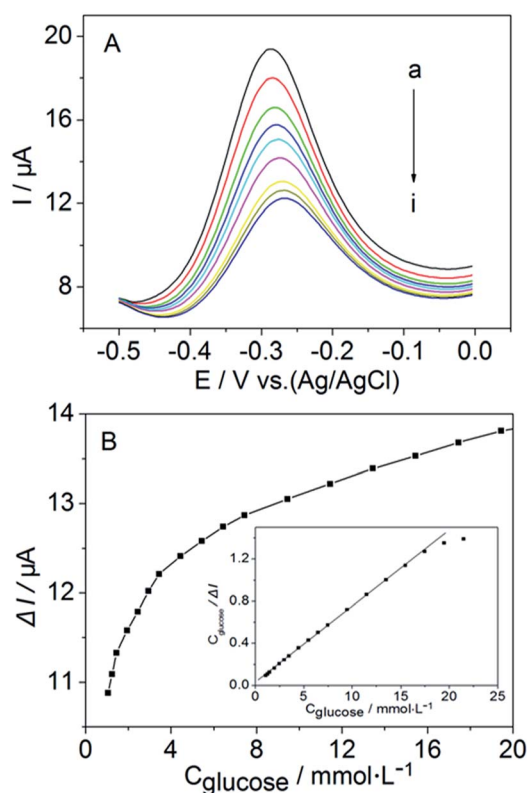 A
20
16
12
8
I / µA
a
i
-0.5 -0.4 -0.3 -0.2 -0.1 0.0
E / V vs.(Ag/AgCl)
B
14
13
12
11
Δ I / µA
1.2
0.8
0.4
0.0
C glucose / ΔI
0 5 10 15 20 25
Cglucose / mmol·L⁻¹
0 4 8 12 16 20
Cglucose / mmol·L⁻¹